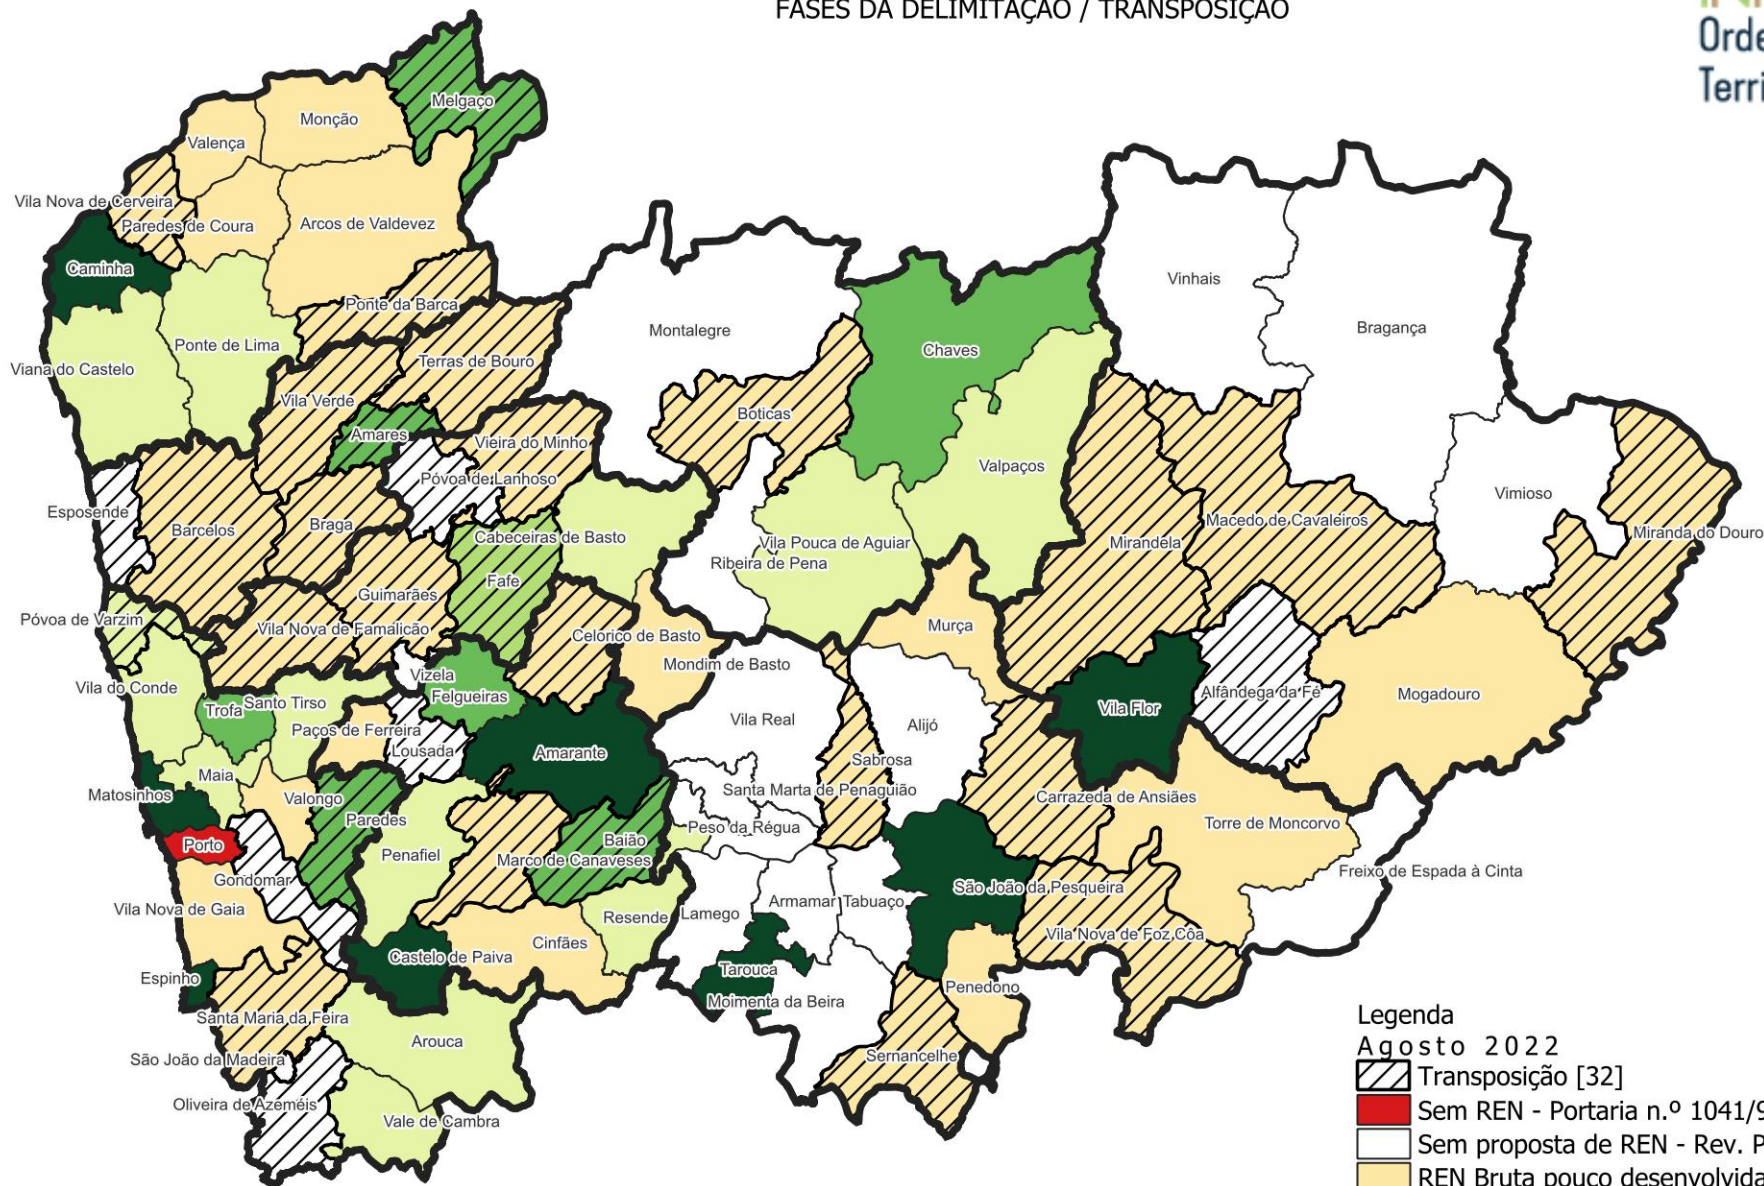 FASES DA DELIMITAÇÃO / TRANSPOSIÇÃO
Orde
Terri
Melgaço
Monção
Valença
Vila Nova de Cerveira
Paredes de Coura
Arcos de Valdevez
Caminha
Ponte da Barca
Viana do Castelo
Ponte de Lima
Terras de Bouro
Vila Verde
Amares
Vieira do Minho
Póvoa de Lanhoso
Montalegre
Boticas
Chaves
Valpaços
Vinhais
Bragança
Vimioso
Miranda do Douro
Macedo de Cavaleiros
Mirandela
Esposende
Barcelos
Braga
Cabeceiras de Basto
Fafe
Guimarães
Ribeira de Pena
Vila Pouca de Aguiar
Póvoa de Varzim
Vila Nova de Famalicão
Celorico de Basto
Mondim de Basto
Murça
Vizela
Felgueiras
Vila do Conde
Trofa
Santo Tirso
Paços de Ferreira
Lousada
Amarante
Vila Real
Alijó
Vila Flor
Alfândega da Fé
Mogadouro
Maia
Matosinhos
Valongo
Paredes
Sabrosa
Santa Marta de Penaguião
Carrazeda de Ansiães
Torre de Moncorvo
Porto
Penafiel
Baião
Marco de Canaveses
Peso da Régua
Freixo de Espada à Cinta
Gondomar
Vila Nova de Gaia
Resende
Lamego
Armamar
Tabuaço
São João da Pesqueira
Vila Nova de Foz Côa
Castelo de Paiva
Cinfães
Espinho
Tarouca
Moimenta da Beira
Penedono
Santa Maria da Feira
Arouca
São João da Madeira
Sernancelhe
Oliveira de Azeméis
Vale de Cambra
Legenda
Agosto 2022
Transposição [32]
Sem REN - Portaria n.º 1041/9
Sem proposta de REN - Rev. P
REN Bruta pouco desenvolvida